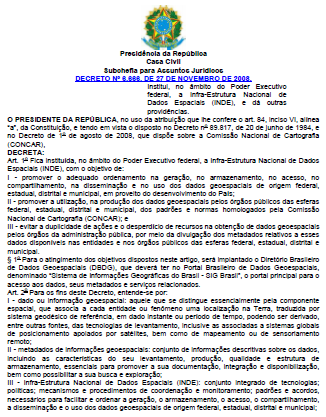 Presidência da República
Casa Civil
Subchefia para Assuntos Jurídicos
DECRETO Nº 6.666, DE 27 DE NOVEMBRO DE 2008.
Institui, no âmbito do Poder Executivo
federal, a Infra-Estrutura Nacional de
Dados Espaciais (INDE), e dá outras
providências.
O PRESIDENTE DA REPÚBLICA, no uso da atribuição que lhe confere o art. 84, inciso VI, alínea
"a", da Constituição, e tendo em vista o disposto no Decreto nº 89.817, de 20 de junho de 1984, e
no Decreto de 1º de agosto de 2008, que dispõe sobre a Comissão Nacional de Cartografia
(CONCAR),
DECRETA:
Art. 1º Fica instituída, no âmbito do Poder Executivo federal, a Infra-Estrutura Nacional de Dados
Espaciais (INDE), com o objetivo de:
I - promover o adequado ordenamento na geração, no armazenamento, no acesso, no
compartilhamento, na disseminação e no uso dos dados geoespaciais de origem federal,
estadual, distrital e municipal, em proveito do desenvolvimento do País;
II - promover a utilização, na produção dos dados geoespaciais pelos órgãos públicos das esferas
federal, estadual, distrital e municipal, dos padrões e normas homologados pela Comissão
Nacional de Cartografia (CONCAR); e
III - evitar a duplicidade de ações e o desperdício de recursos na obtenção de dados geoespaciais
pelos órgãos da administração pública, por meio da divulgação dos metadados relativos a esses
dados disponíveis nas entidades e nos órgãos públicos das esferas federal, estadual, distrital e
municipal.
§ 1º Para o atingimento dos objetivos dispostos neste artigo, será implantado o Diretório Brasileiro
de Dados Geoespaciais (DBDG), que deverá ter no Portal Brasileiro de Dados Geoespaciais,
denominado "Sistema de Informações Geográficas do Brasil - SIG Brasil", o portal principal para o
acesso aos dados, seus metadados e serviços relacionados.
Art. 2º Para os fins deste Decreto, entende-se por:
I - dado ou informação geoespacial: aquele que se distingue essencialmente pela componente
espacial, que associa a cada entidade ou fenômeno uma localização na Terra, traduzida por
sistema geodésico de referência, em dado instante ou período de tempo, podendo ser derivado,
entre outras fontes, das tecnologias de levantamento, inclusive as associadas a sistemas globais
de posicionamento apoiados por satélites, bem como de mapeamento ou de sensoriamento
remoto;
II - metadados de informações geoespaciais: conjunto de informações descritivas sobre os dados,
incluindo as características do seu levantamento, produção, qualidade e estrutura de
armazenamento, essenciais para promover a sua documentação, integração e disponibilização,
bem como possibilitar a sua busca e exploração;
III - Infra-Estrutura Nacional de Dados Espaciais (INDE): conjunto integrado de tecnologias;
políticas; mecanismos e procedimentos de coordenação e monitoramento; padrões e acordos,
necessários para facilitar e ordenar a geração, o armazenamento, o acesso, o compartilhamento,
a disseminação e o uso dos dados geoespaciais de origem federal, estadual, distrital e municipal;